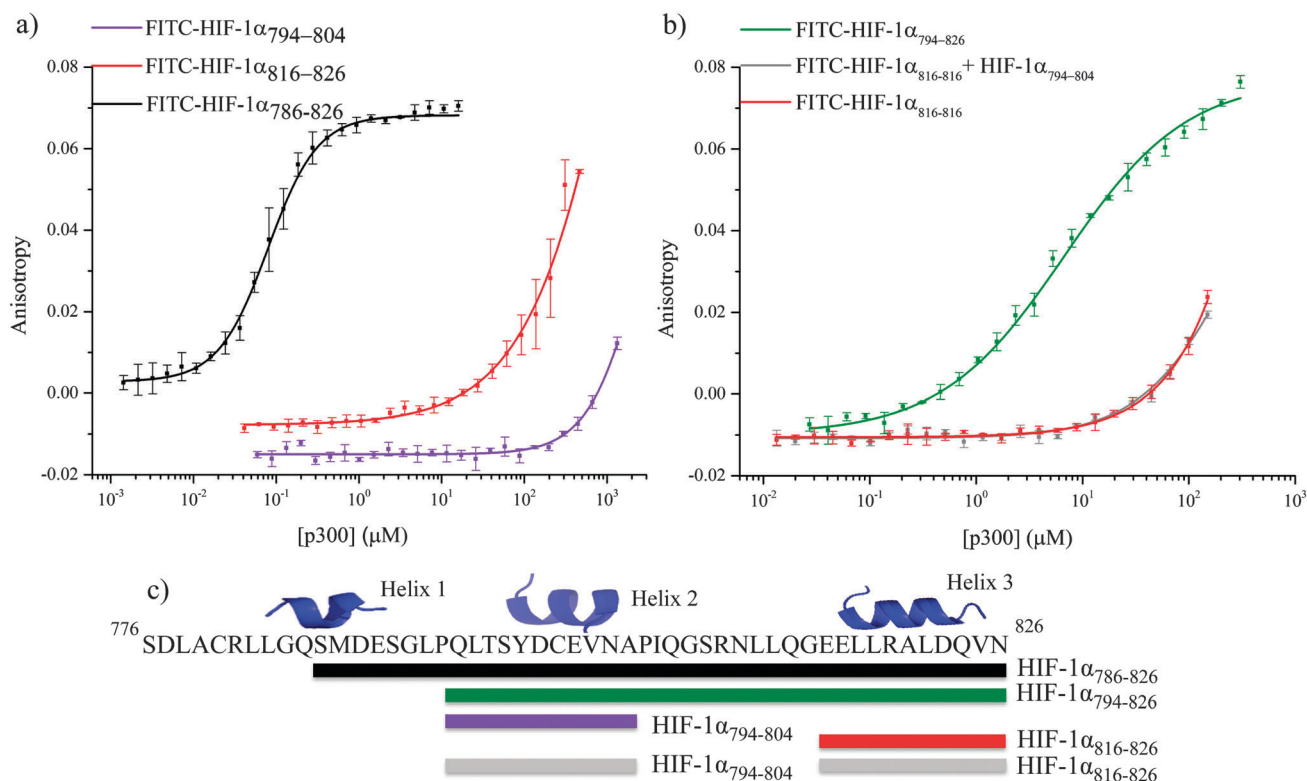 a)
FITC-HIF-1α794–804
FITC-HIF-1α816–826
FITC-HIF-1α786-826
0.08
0.06
0.04
0.02
0.00
-0.02
Anisotropy
10-3 10-2 10-1 100 101 102 103
[p300] (µM)
b)
FITC-HIF-1α794–826
FITC-HIF-1α816-816 + HIF-1α794–804
FITC-HIF-1α816-816
0.08
0.06
0.04
0.02
0.00
-0.02
Anisotropy
10-2 10-1 100 101 102 103
[p300] (µM)
c)
Helix 1
Helix 2
Helix 3
776 SDLACRLLGQSMDESGLPQLTSYDCEVNAPIQGSRNLLQGEELLRALDQVN 826
HIF-1α786-826
HIF-1α794-826
HIF-1α794–804
HIF-1α816-826
HIF-1α794–804
HIF-1α816-826